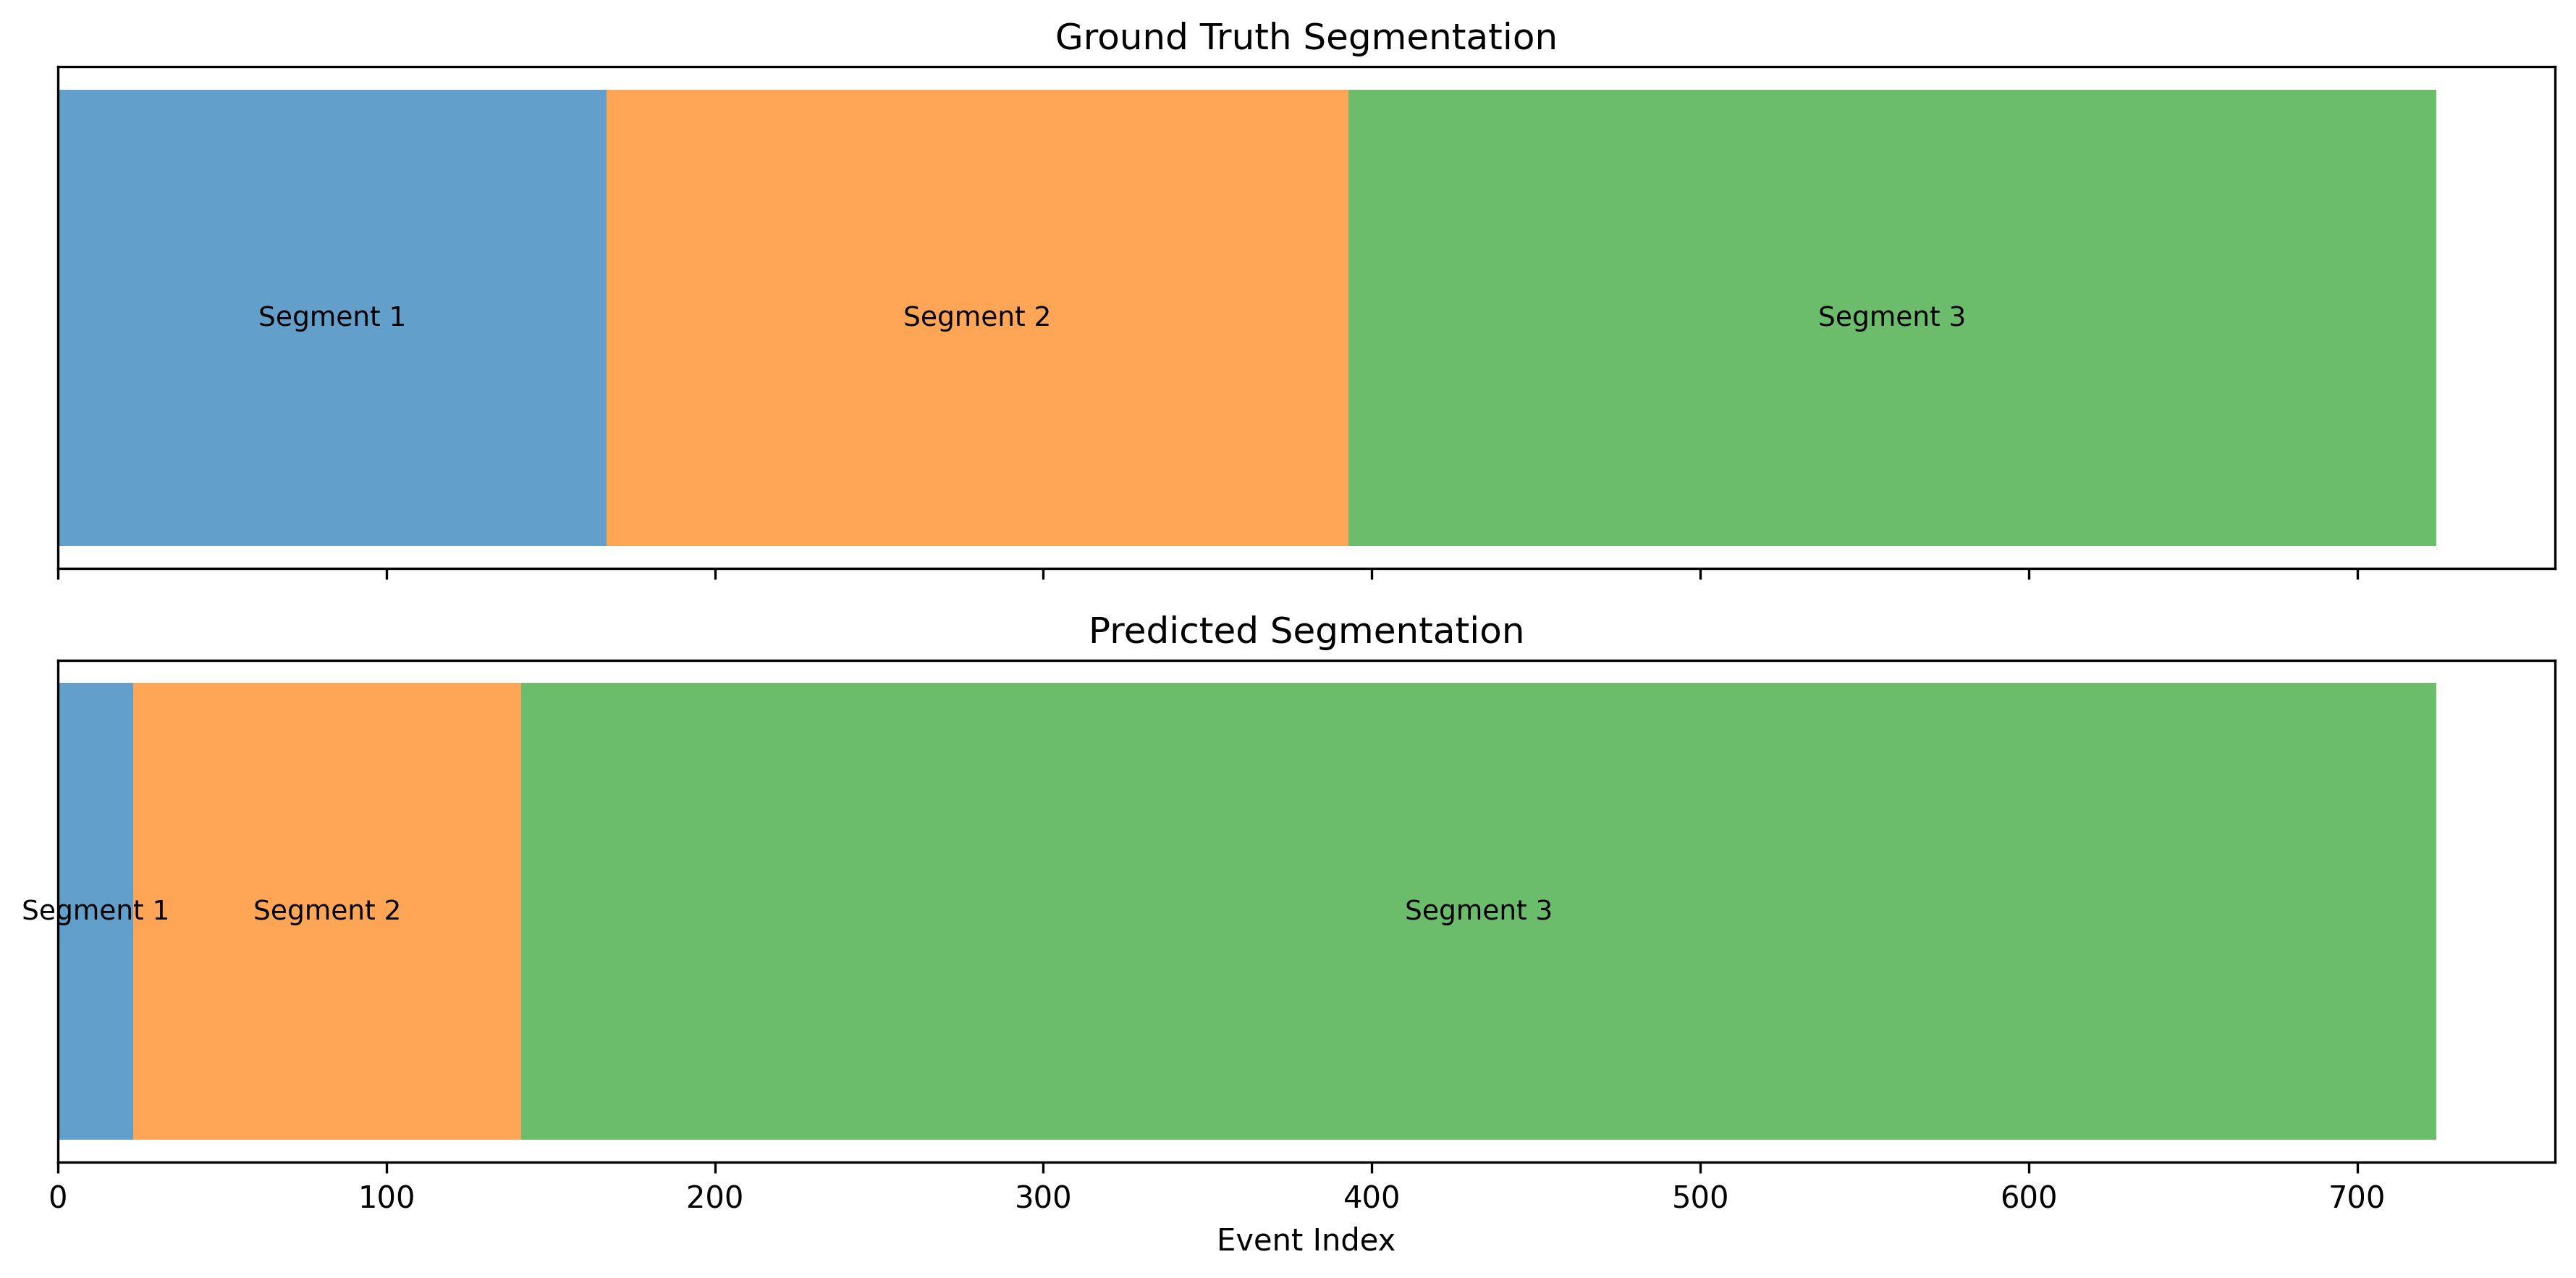 Ground Truth Segmentation
Segment 1 Segment 2 Segment 3
Predicted Segmentation
Segment 1 Segment 2 Segment 3
0 100 200 300 400 500 600 700
Event Index